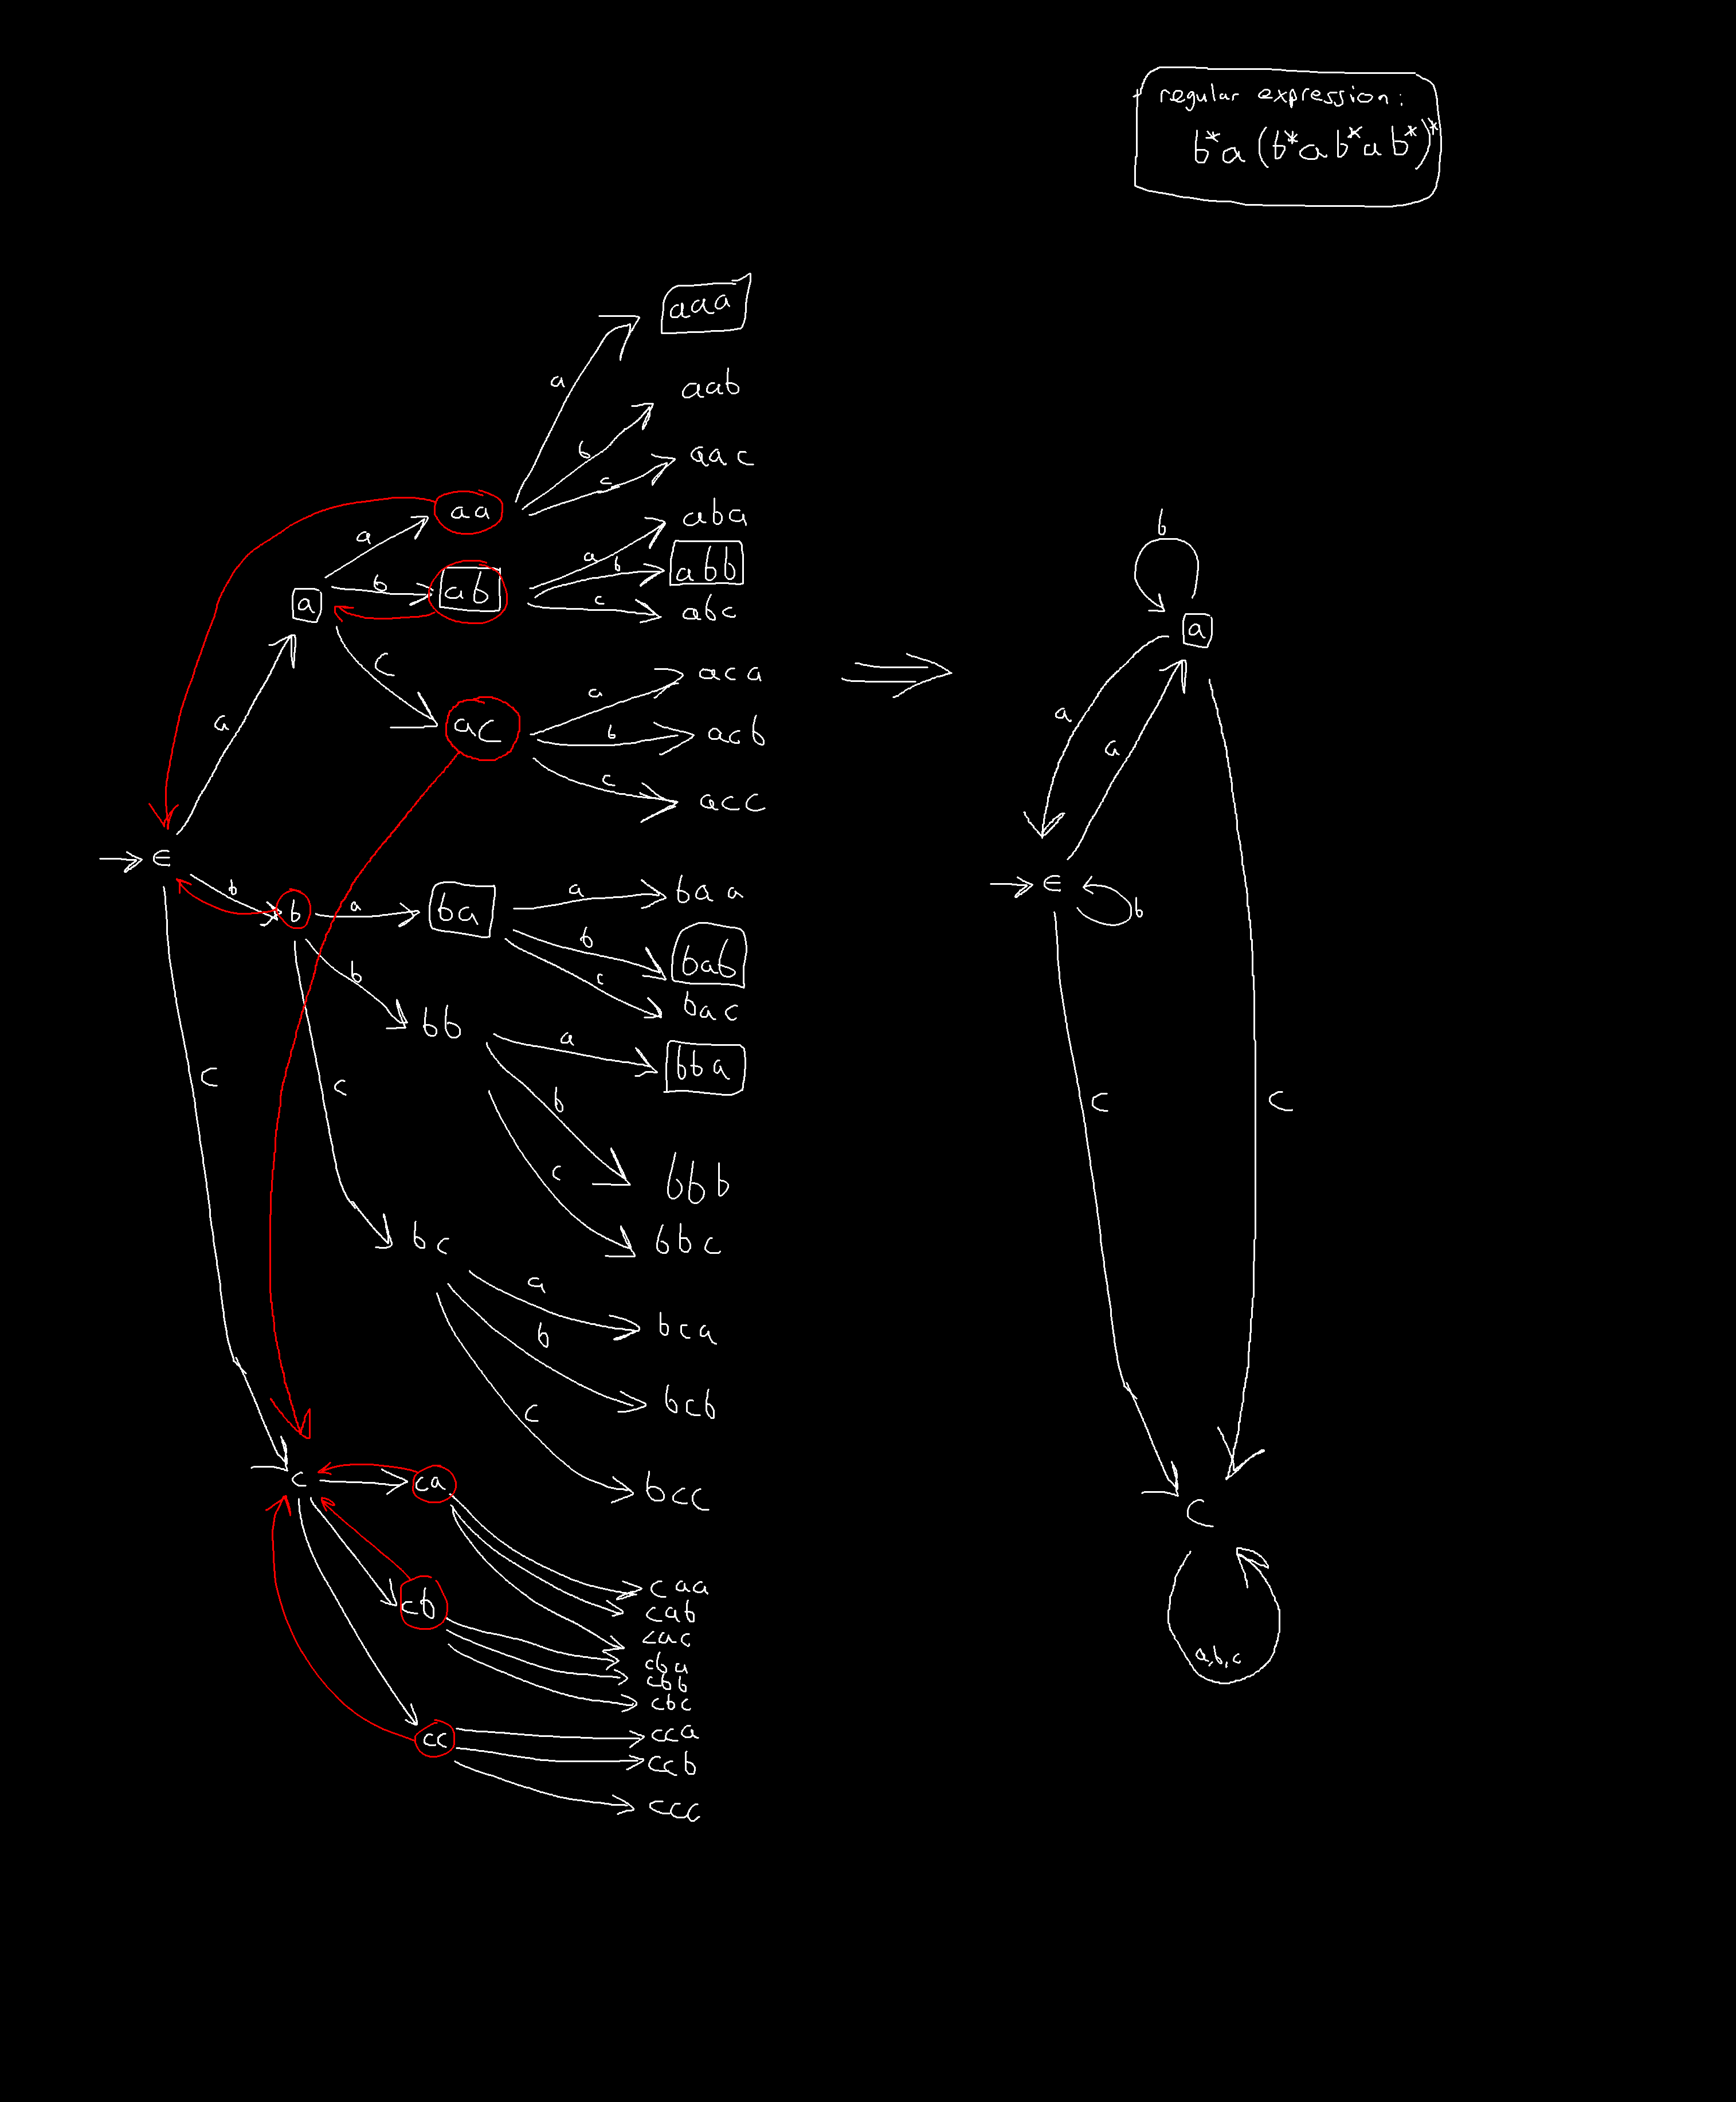 regular expression:
b*a(b*ab*ab*)*
aaa
a
aab
b
aac
c
aa
aba
a
a
b
abb
a
b
ab
c
abc
c
aca
a
a
ac
b
acb
c
acc
∈
b
b
a
ba
a
baa
b
bab
c
bac
b
bb
a
bba
c
c
b
bbb
c
bbc
bc
a
bca
b
bcb
c
bcc
c
ca
caa
cab
cac
cb
cba
cbb
cbc
cc
cca
ccb
ccc
b
a
a
a
∈
b
c
c
c
a,b,c